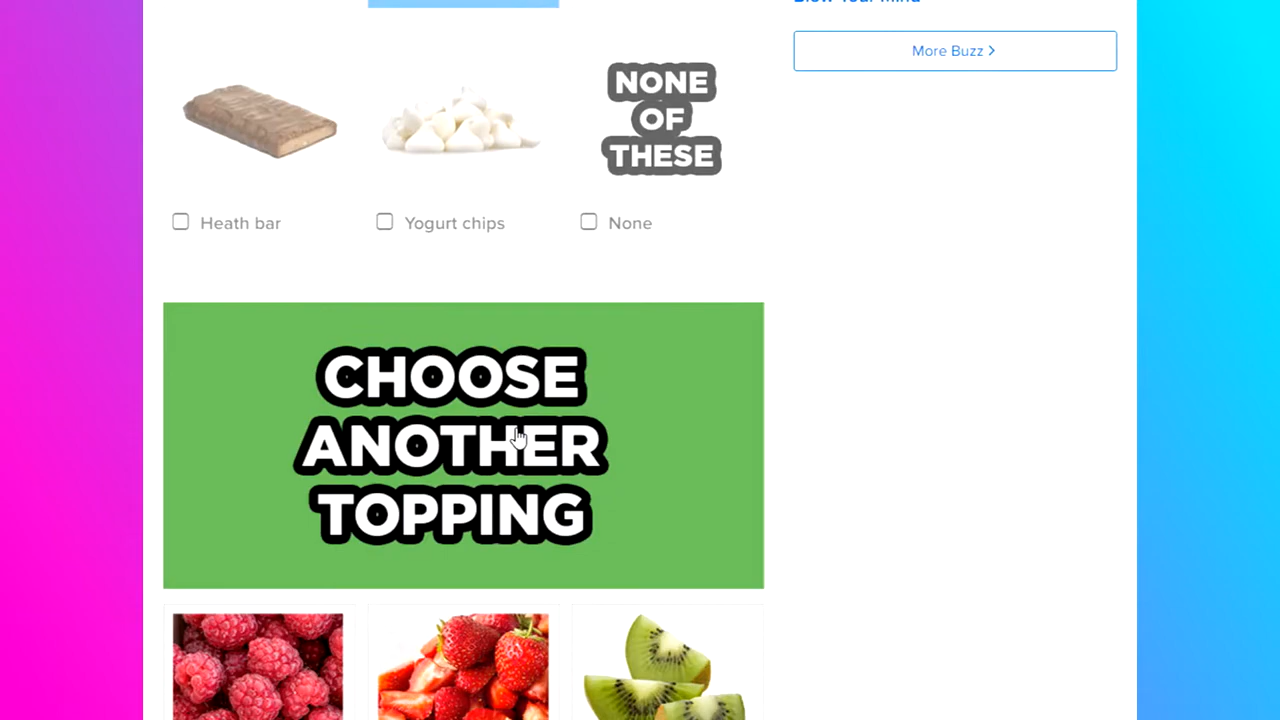 More Buzz
NONE
OF
THESE
Heath bar
Yogurt chips
None
CHOOSE
ANOTHER
TOPPING